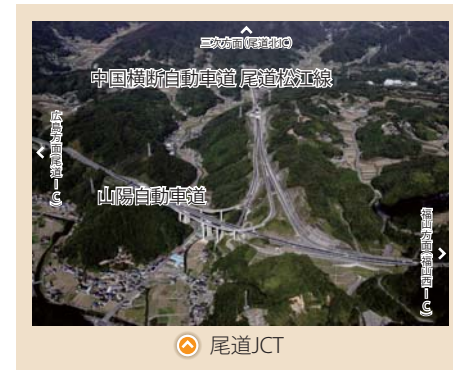 三次方面(尾道北IC)
中国横断自動車道 尾道松江線
広島方面(尾道IC)
山陽自動車道
福山方面(福山西IC)
尾道JCT